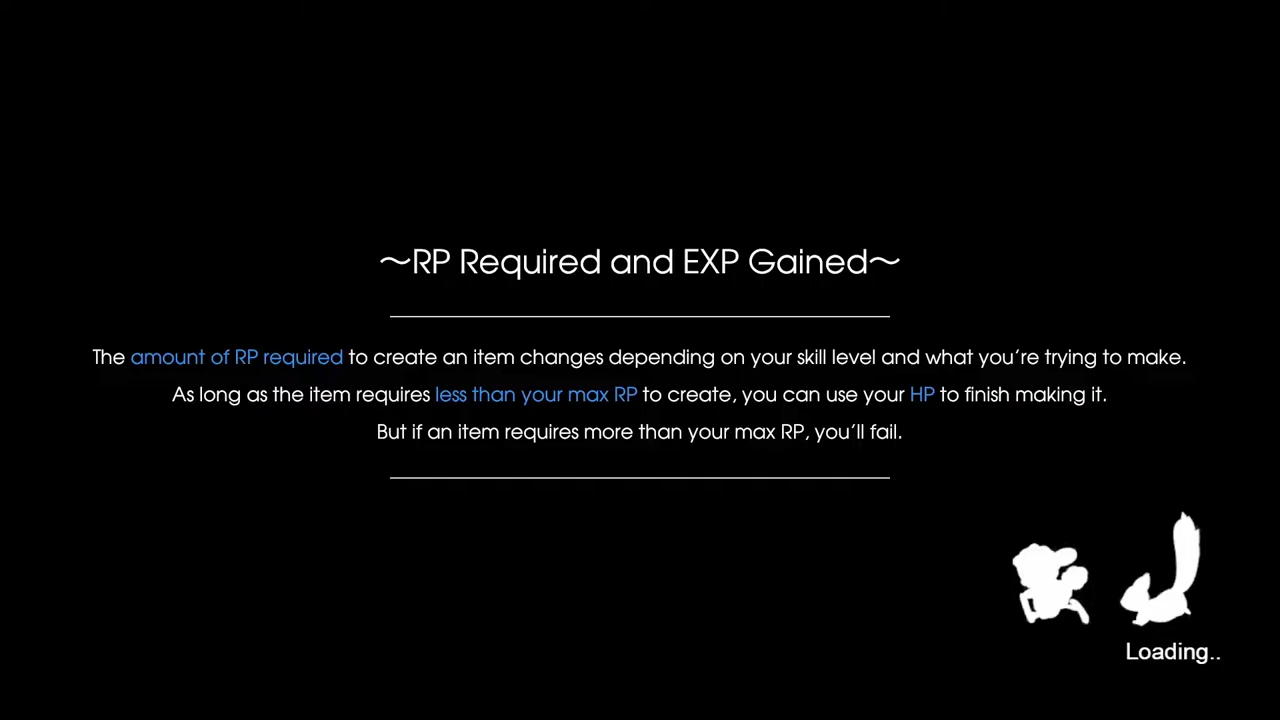 ～RP Required and EXP Gained～
The amount of RP required to create an item changes depending on your skill level and what you're trying to make.
As long as the item requires less than your max RP to create, you can use your HP to finish making it.
But if an item requires more than your max RP, you'll fail.
Loading..